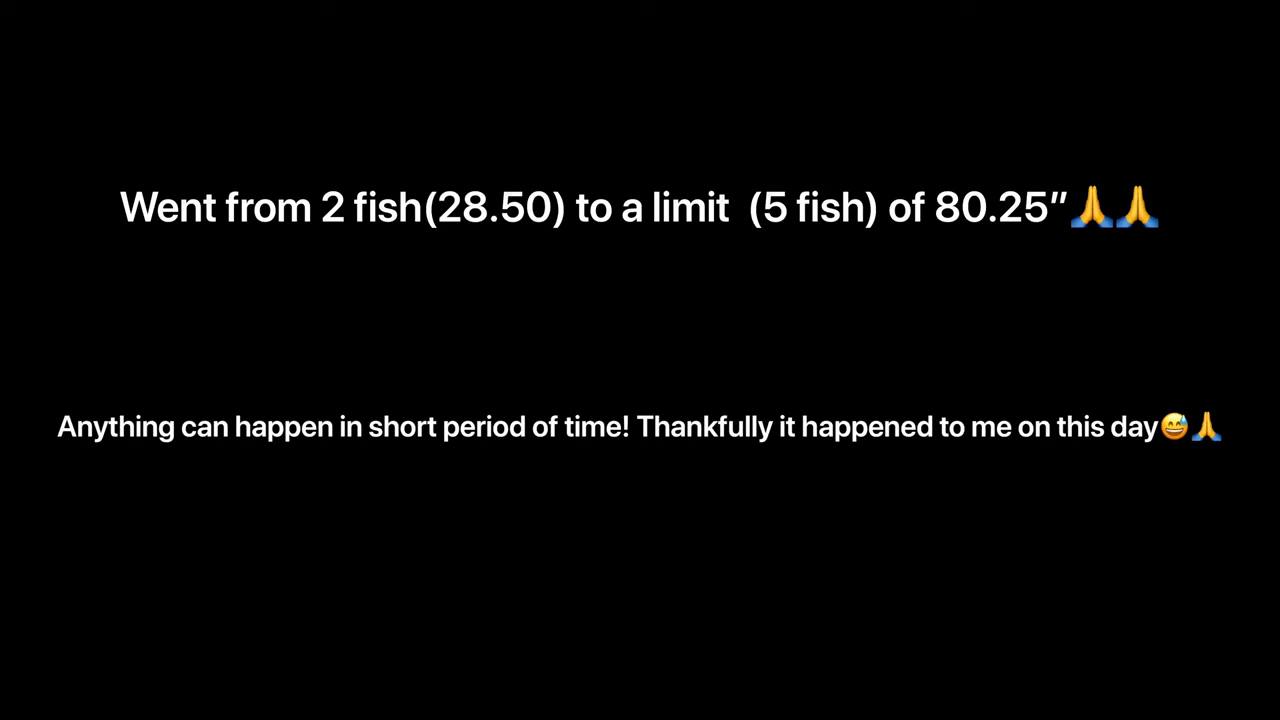 Went from 2 fish(28.50) to a limit  (5 fish) of 80.25”🙏🙏
Anything can happen in short period of time! Thankfully it happened to me on this day😅🙏